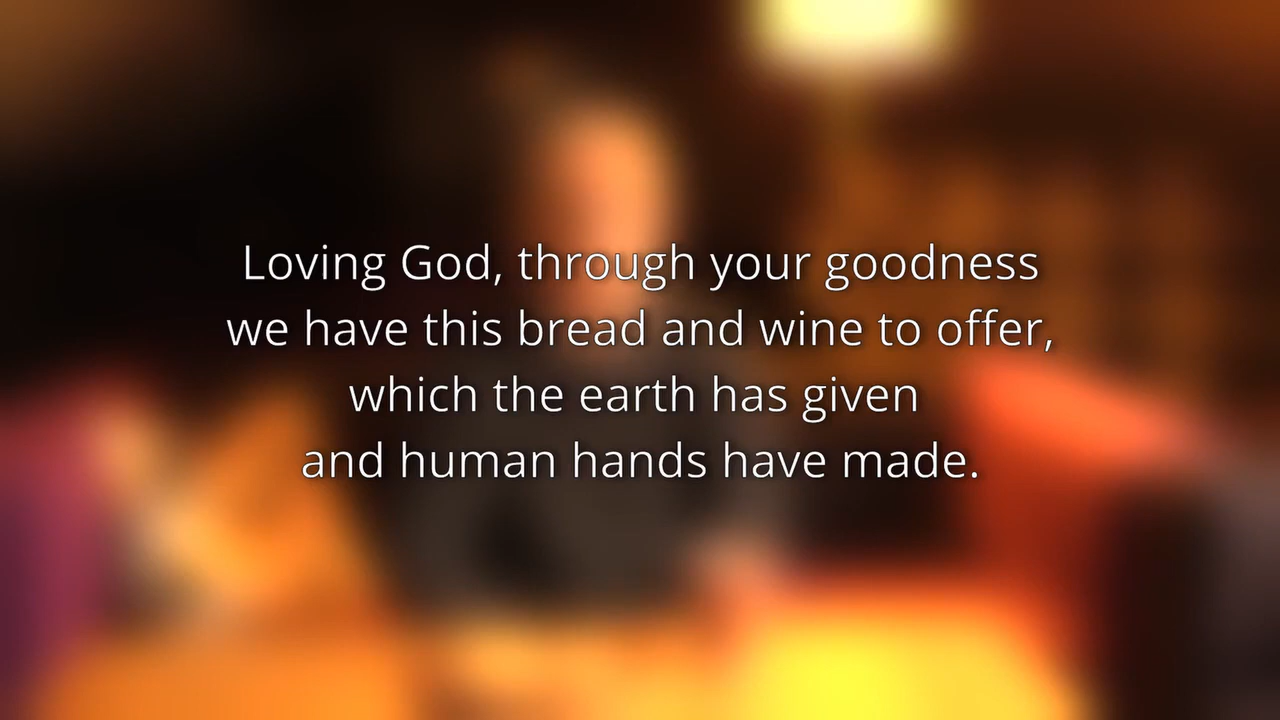 Loving God, through your goodness
we have this bread and wine to offer,
which the earth has given
and human hands have made.